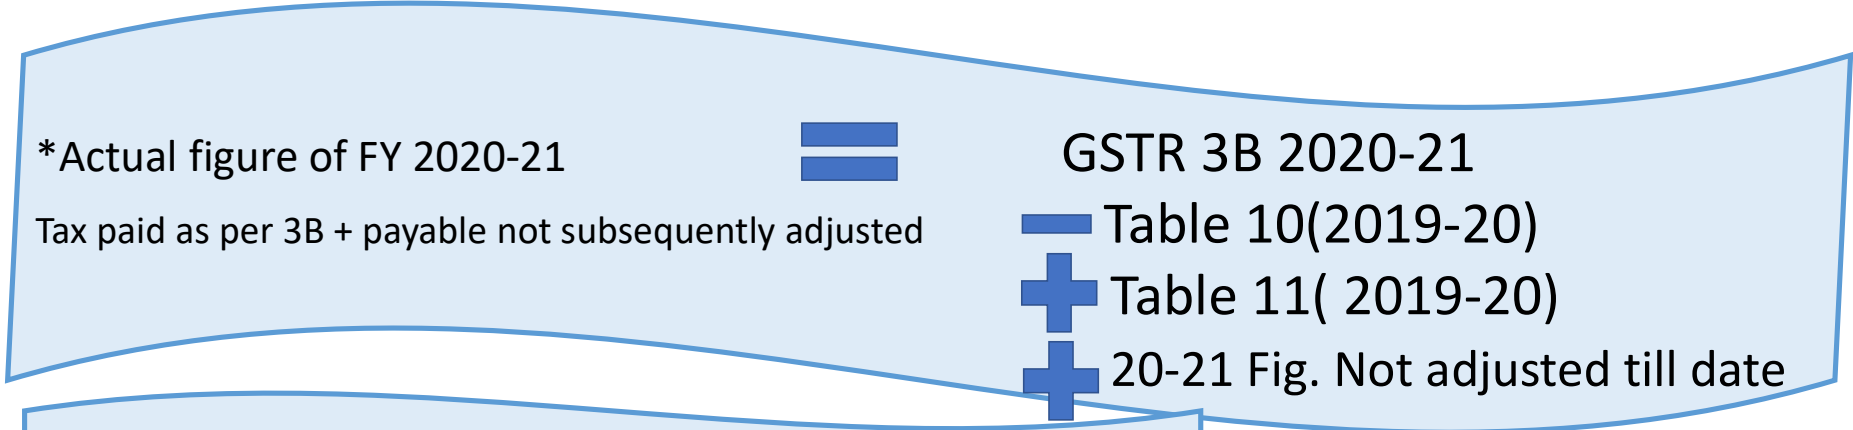 *Actual figure of FY 2020-21
Tax paid as per 3B + payable not subsequently adjusted
GSTR 3B 2020-21
Table 10(2019-20)
Table 11( 2019-20)
20-21 Fig. Not adjusted till date